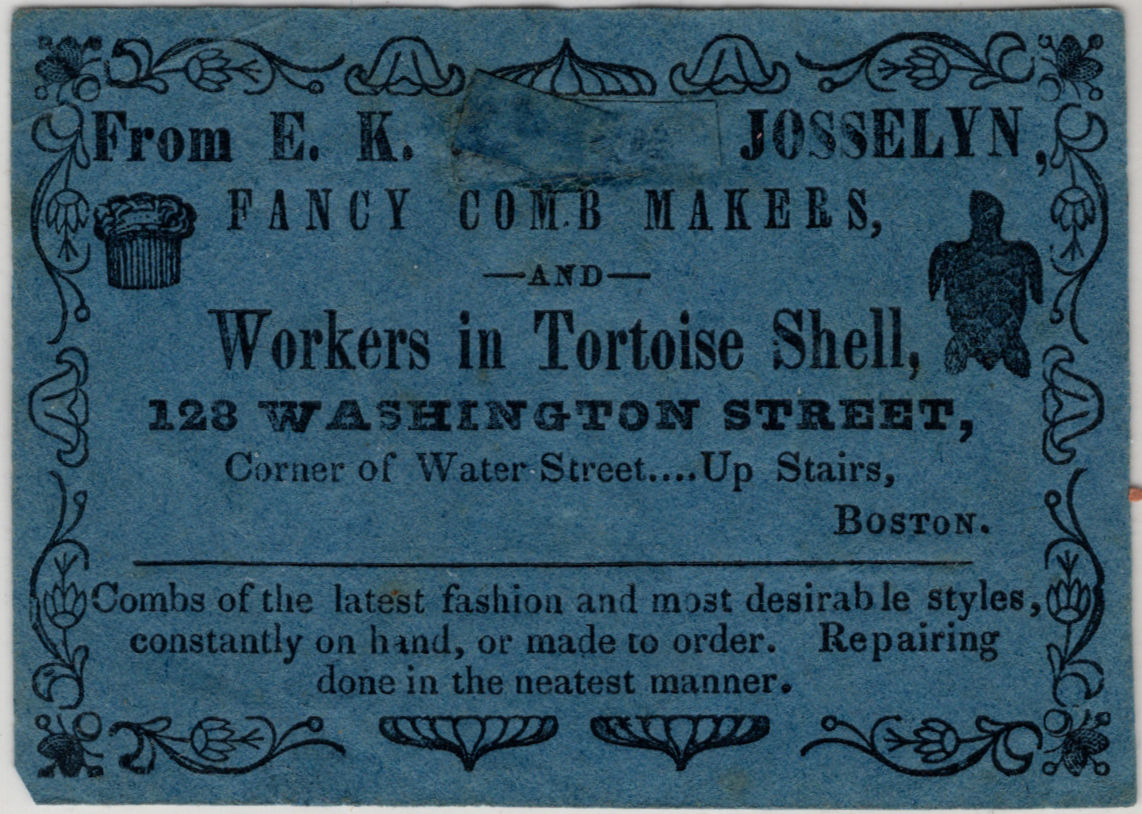 From E. K. JOSSELYN,
FANCY COMB MAKERS,
—AND—
Workers in Tortoise Shell,
128 WASHINGTON STREET,
Corner of Water Street....Up Stairs,
BOSTON.
Combs of the latest fashion and most desirable styles,
constantly on hand, or made to order. Repairing
done in the neatest manner.